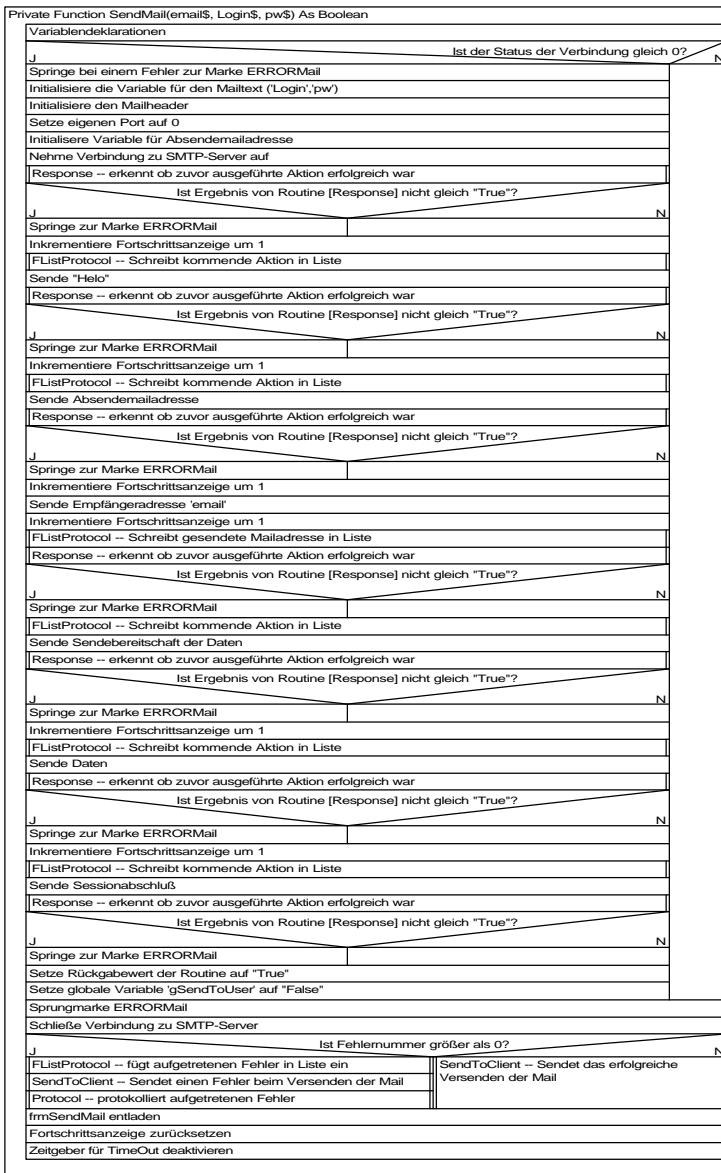 Private Function SendMail(email$, Login$, pw$) As Boolean
Variablendeklarationen
Ist der Status der Verbindung gleich 0?
J N
Springe bei einem Fehler zur Marke ERRORMail
Initialisiere die Variable für den Mailtext ('Login','pw')
Initialisiere den Mailheader
Setze eigenen Port auf 0
Initialisere Variable für Absendemailadresse
Nehme Verbindung zu SMTP-Server auf
Response -- erkennt ob zuvor ausgeführte Aktion erfolgreich war
Ist Ergebnis von Routine [Response] nicht gleich "True"?
J N
Springe zur Marke ERRORMail
Inkrementiere Fortschrittsanzeige um 1
FListProtocol -- Schreibt kommende Aktion in Liste
Sende "Helo"
Response -- erkennt ob zuvor ausgeführte Aktion erfolgreich war
Ist Ergebnis von Routine [Response] nicht gleich "True"?
J N
Springe zur Marke ERRORMail
Inkrementiere Fortschrittsanzeige um 1
FListProtocol -- Schreibt kommende Aktion in Liste
Sende Absendemailadresse
Response -- erkennt ob zuvor ausgeführte Aktion erfolgreich war
Ist Ergebnis von Routine [Response] nicht gleich "True"?
J N
Springe zur Marke ERRORMail
Inkrementiere Fortschrittsanzeige um 1
Sende Empfängeradresse 'email'
Inkrementiere Fortschrittsanzeige um 1
FListProtocol -- Schreibt gesendete Mailadresse in Liste
Response -- erkennt ob zuvor ausgeführte Aktion erfolgreich war
Ist Ergebnis von Routine [Response] nicht gleich "True"?
J N
Springe zur Marke ERRORMail
FListProtocol -- Schreibt kommende Aktion in Liste
Sende Sendebereitschaft der Daten
Response -- erkennt ob zuvor ausgeführte Aktion erfolgreich war
Ist Ergebnis von Routine [Response] nicht gleich "True"?
J N
Springe zur Marke ERRORMail
Inkrementiere Fortschrittsanzeige um 1
FListProtocol -- Schreibt kommende Aktion in Liste
Sende Daten
Response -- erkennt ob zuvor ausgeführte Aktion erfolgreich war
Ist Ergebnis von Routine [Response] nicht gleich "True"?
J N
Springe zur Marke ERRORMail
Inkrementiere Fortschrittsanzeige um 1
FListProtocol -- Schreibt kommende Aktion in Liste
Sende Sessionabschluß
Response -- erkennt ob zuvor ausgeführte Aktion erfolgreich war
Ist Ergebnis von Routine [Response] nicht gleich "True"?
J N
Springe zur Marke ERRORMail
Setze Rückgabewert der Routine auf "True"
Setze globale Variable 'gSendToUser' auf "False"
Sprungmarke ERRORMail
Schließe Verbindung zu SMTP-Server
Ist Fehlernummer größer als 0?
J N
FListProtocol -- fügt aufgetretenen Fehler in Liste ein
SendToClient -- Sendet einen Fehler beim Versenden der Mail
Protocol -- protokolliert aufgetretenen Fehler
SendToClient -- Sendet das erfolgreiche
Versenden der Mail
frmSendMail entladen
Fortschrittsanzeige zurücksetzen
Zeitgeber für TimeOut deaktivieren